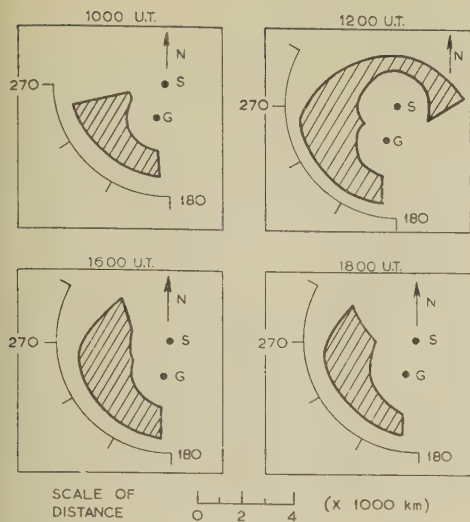 1000 U.T.
N
270
S
G
180
1200 U.T.
N
270
S
G
180
1600 U.T.
N
270
S
G
180
1800 U.T.
N
270
S
G
180
SCALE OF
DISTANCE
0 2 4
(X 1000 km)